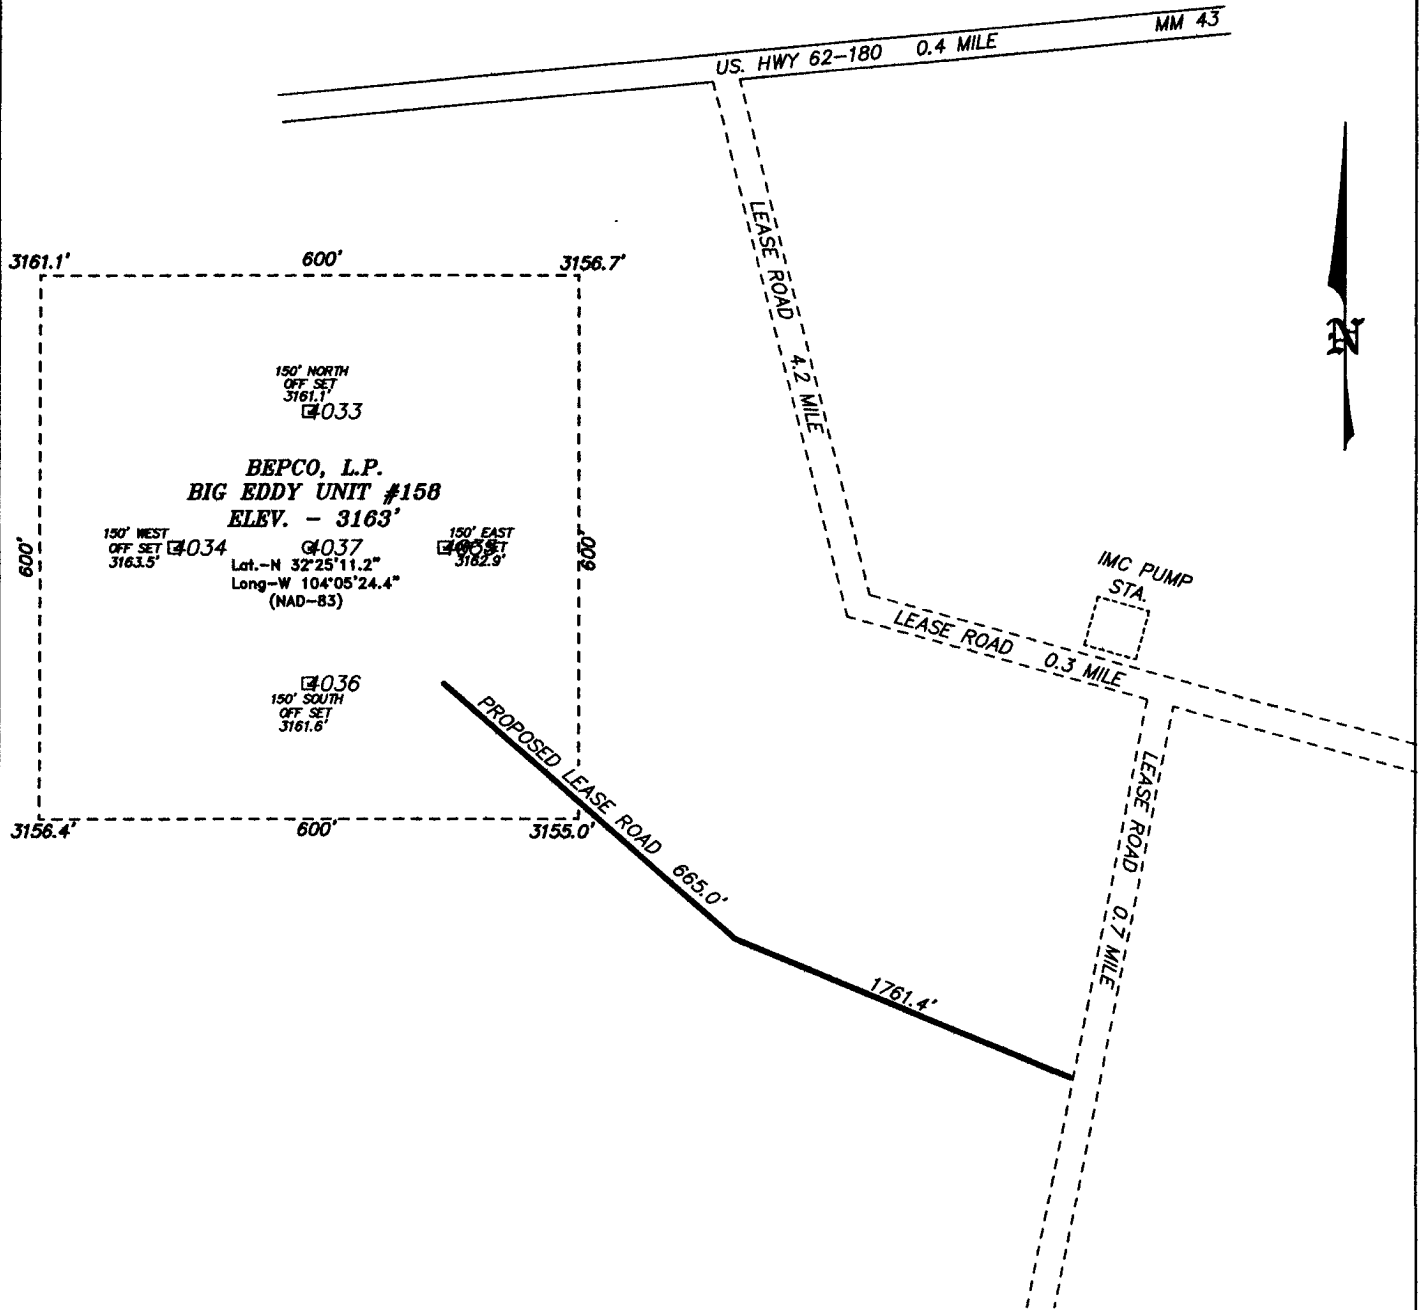 US. HWY 62-180 0.4 MILE
MM 43
LEASE ROAD 4.2 MILE
3161.1'
600'
3156.7'
150' NORTH
OFF SET
3161.1'
4033
BEPCO, L.P.
BIG EDDY UNIT #158
ELEV. - 3163'
150' WEST
OFF SET
3163.5'
4034
4037
150' EAST
3162.9'
Lat.-N 32°25'11.2"
Long-W 104°05'24.4"
(NAD-83)
600'
600'
4036
150' SOUTH
OFF SET
3161.6'
3156.4'
600'
3155.0'
N
IMC PUMP
STA.
LEASE ROAD 0.3 MILE
LEASE ROAD 0.7 MILE
PROPOSED LEASE ROAD 665.0'
1761.4'